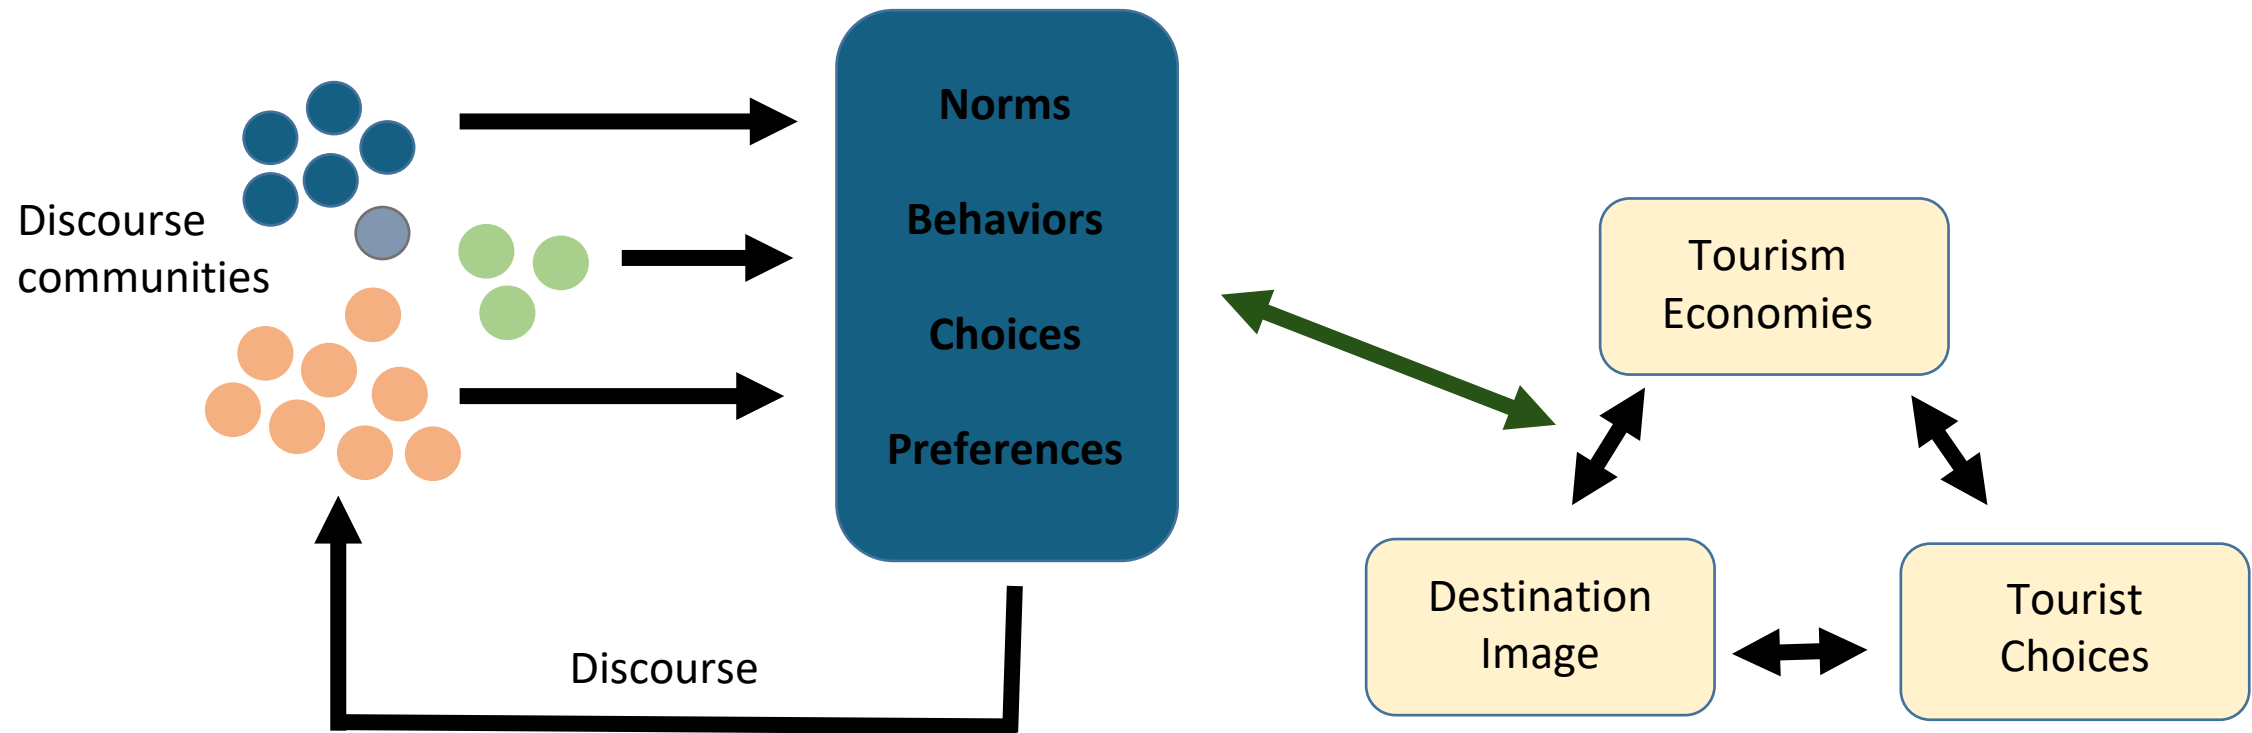 Discourse
communities
Norms
Behaviors
Choices
Preferences
Discourse
Tourism
Economies
Destination
Image
Tourist
Choices